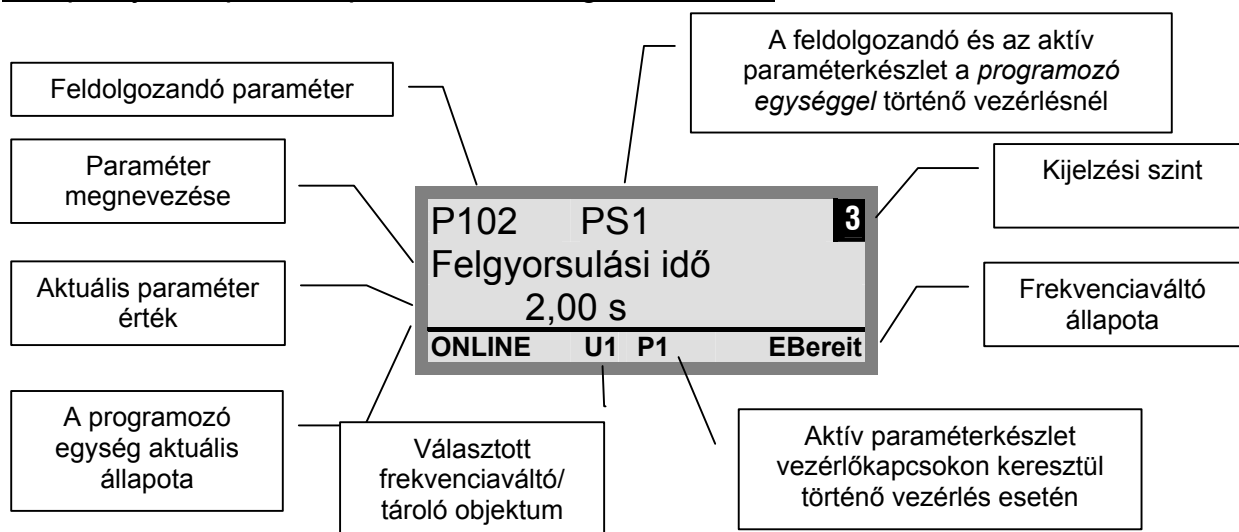 A feldolgozandó és az aktív
paraméterkészlet a programozó
egységgel történő vezérlésnél
Feldolgozandó paraméter
Paraméter
megnevezése
Kijelzési szint
P102 PS1 3
Felgyorsulási idő
2,00 s
ONLINE U1 P1 EBereit
Aktuális paraméter
érték
Frekvenciaváltó
állapota
A programozó
egység aktuális
állapota
Választott
frekvenciaváltó/
tároló objektum
Aktív paraméterkészlet
vezérlőkapcsokon keresztül
történő vezérlés esetén